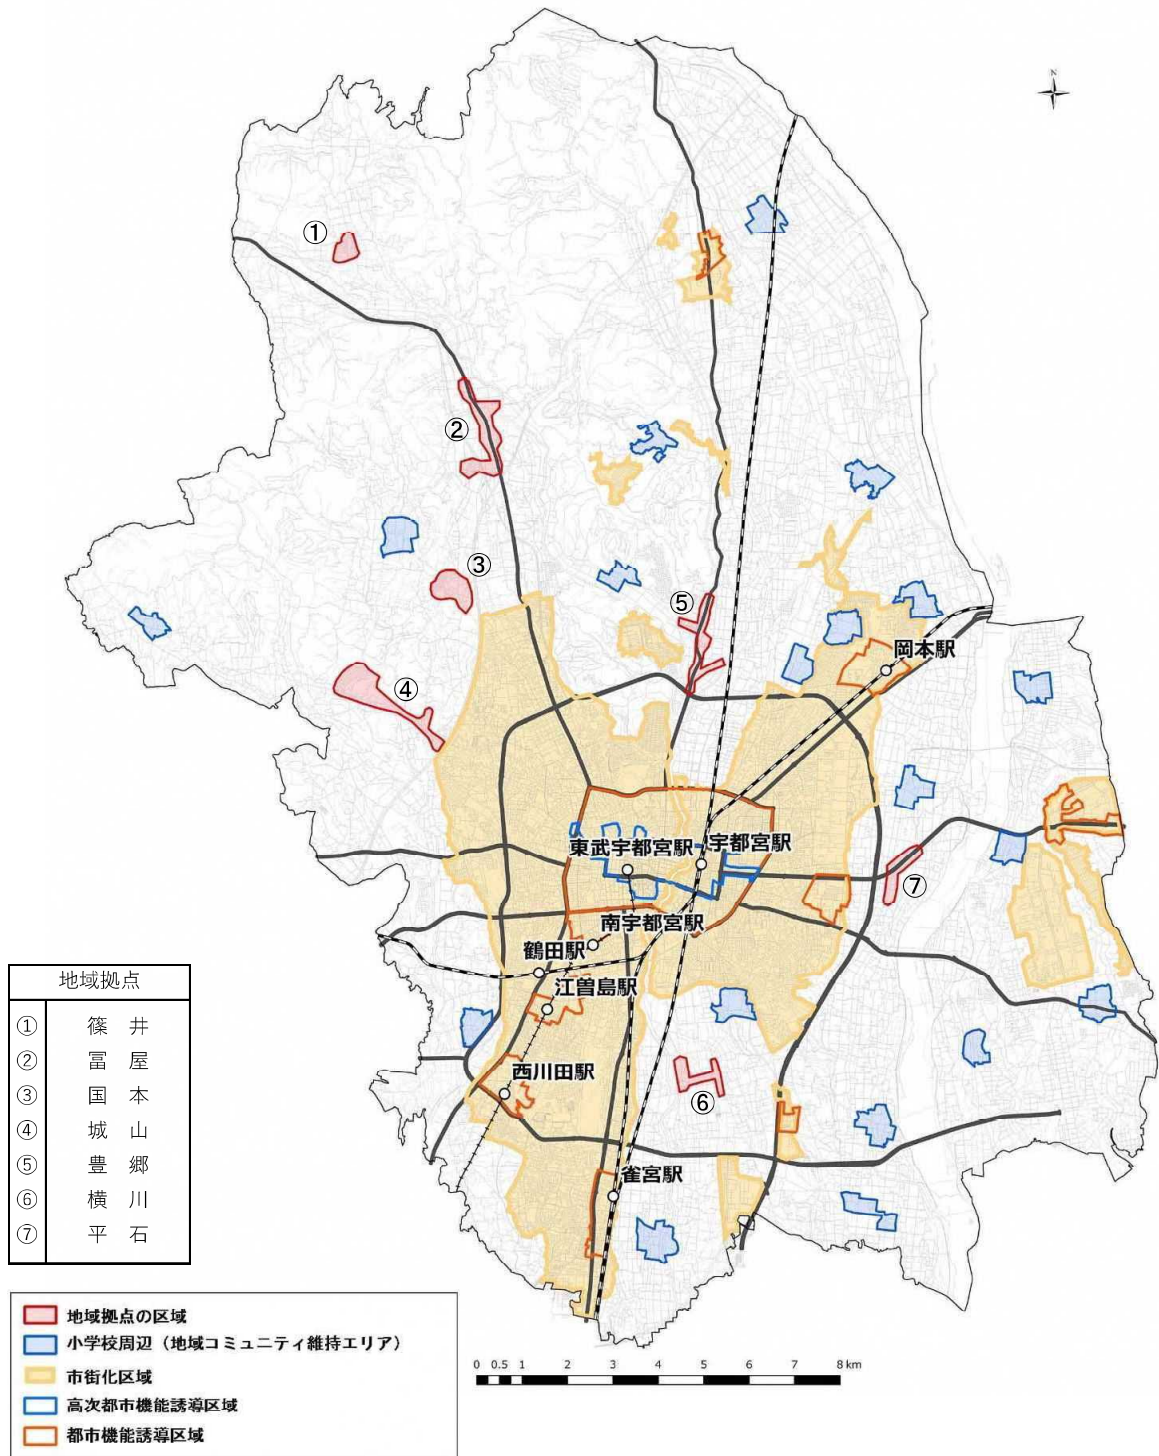 N
①
②
③
④
⑤
岡本駅
東武宇都宮駅
宇都宮駅
⑦
南宇都宮駅
鶴田駅
江曽島駅
西川田駅
⑥
雀宮駅
地域拠点
① 篠 井
② 冨 屋
③ 国 本
④ 城 山
⑤ 豊 郷
⑥ 横 川
⑦ 平 石
地域拠点の区域
小学校周辺（地域コミュニティ維持エリア）
市街化区域
高次都市機能誘導区域
都市機能誘導区域
0 0.5 1 2 3 4 5 6 7 8 km